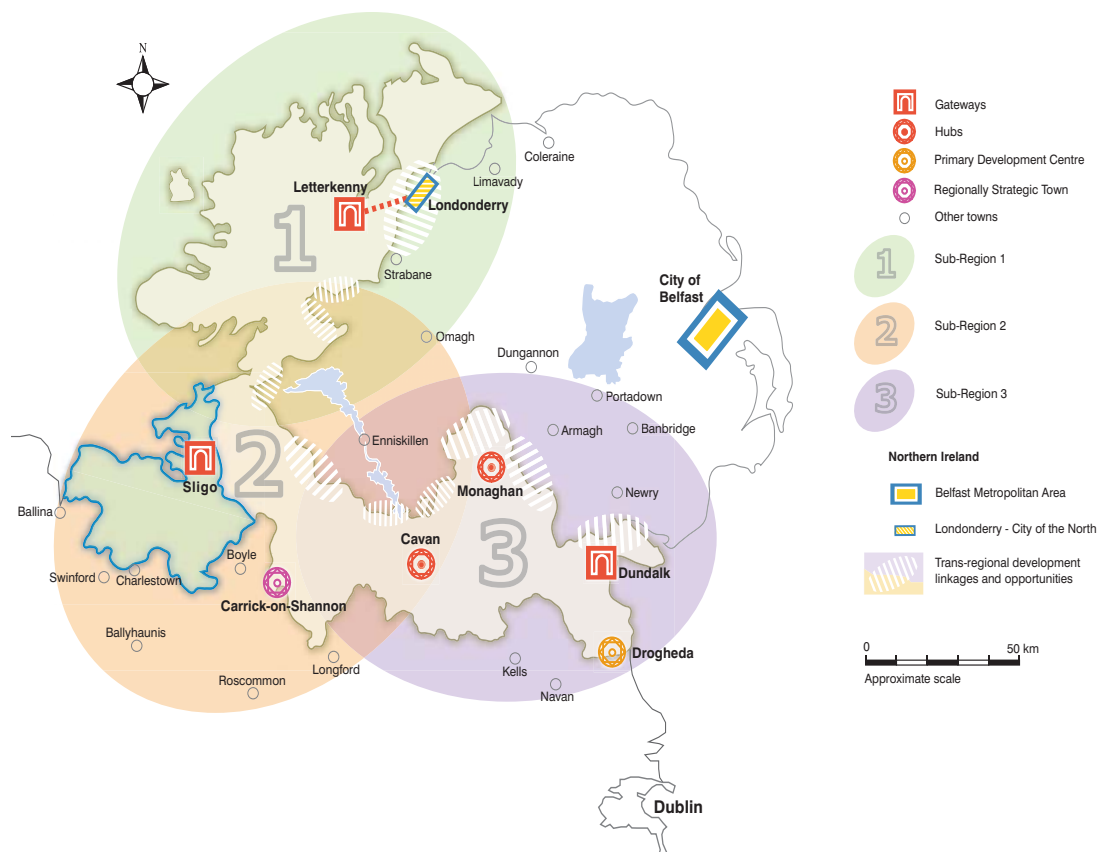 N
Coleraine
Limavady
Letterkenny
Londonderry
1
Strabane
City of
Belfast
Omagh
Dungannon
Portadown
Armagh
Banbridge
Enniskillen
2
Sligo
Monaghan
Newry
Ballina
Cavan
3
Boyle
Dundalk
Swinford
Charlestown
Carrick-on-Shannon
Ballyhaunis
Drogheda
Longford
Kells
Roscommon
Navan
Dublin
Gateways
Hubs
Primary Development Centre
Regionally Strategic Town
Other towns
1
Sub-Region 1
2
Sub-Region 2
3
Sub-Region 3
Northern Ireland
Belfast Metropolitan Area
Londonderry - City of the North
Trans-regional development
linkages and opportunities
0
50 km
Approximate scale